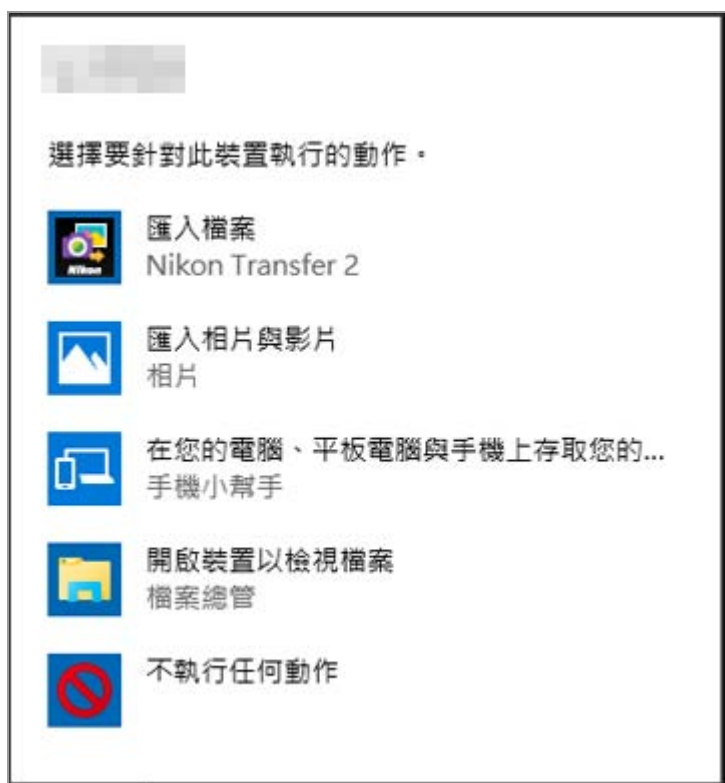 選擇要針對此裝置執行的動作。
匯入檔案
Nikon Transfer 2
匯入相片與影片
相片
在您的電腦、平板電腦與手機上存取您的...
手機小幫手
開啟裝置以檢視檔案
檔案總管
不執行任何動作
Nikon